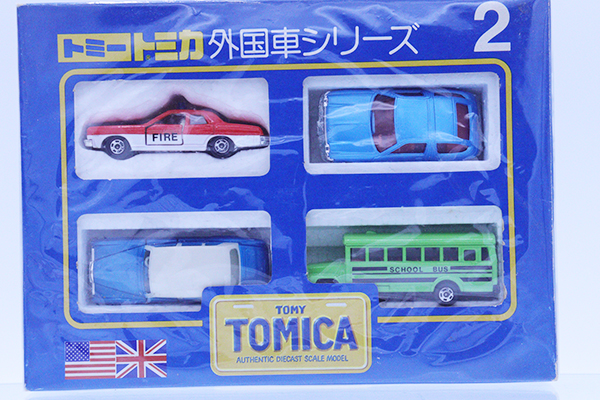 トミートミカ外国車シリーズ 2
FIRE
SCHOOL BUS
TOMY
TOMICA
AUTHENTIC DIECAST SCALE MODEL